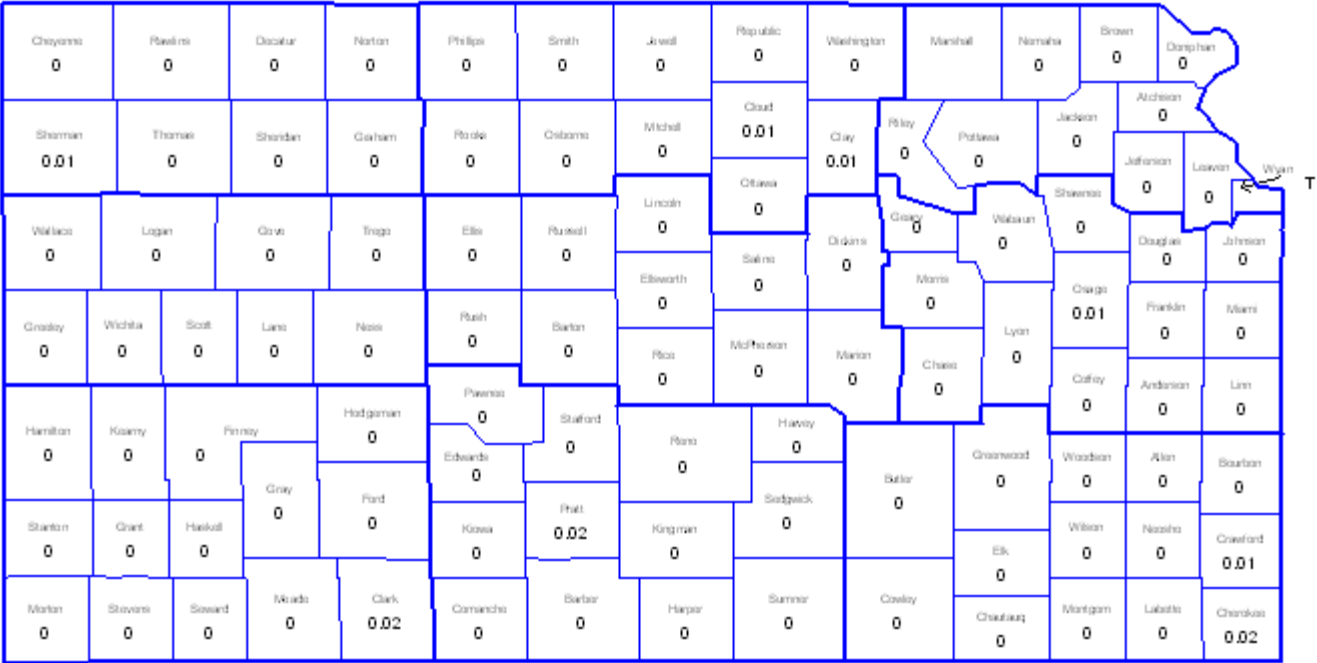 Cheyenne
0
Rawlins
0
Decatur
0
Norton
0
Phillips
0
Smith
0
Jewell
0
Republic
0
Washington
0
Marshall
Nemaha
0
Brown
0
Doniphan
0
Sherman
0.01
Thomas
0
Sheridan
0
Graham
0
Rooks
0
Osborne
0
Mitchell
0
Cloud
0.01
Clay
0.01
Riley
0
Pottawa
0
Jackson
0
Atchison
0
Jefferson
0
Leaven
0
Wyan
T
Ottawa
0
Wallace
0
Logan
0
Gove
0
Trego
0
Ellis
0
Russell
0
Lincoln
0
Saline
0
Dickins
0
Geary
0
Wabaun
0
Shawnee
0
Douglas
0
Johnson
0
Ellsworth
0
Morris
0
Osage
0.01
Franklin
0
Miami
0
Greeley
0
Wichita
0
Scott
0
Lane
0
Ness
0
Rush
0
Barton
0
Rice
0
McPherson
0
Marion
0
Chase
0
Lyon
0
Coffey
0
Anderson
0
Linn
0
Hamilton
0
Kearny
0
Finney
0
Hodgeman
0
Pawnee
0
Stafford
0
Edwards
0
Reno
0
Harvey
0
Butler
0
Greenwood
0
Woodson
0
Allen
0
Bourbon
0
Gray
0
Ford
0
Stanton
0
Grant
0
Haskell
0
Kiowa
0
Pratt
0.02
Kingman
0
Sedgwick
0
Elk
0
Wilson
0
Neosho
0
Crawford
0.01
Morton
0
Stevens
0
Seward
0
Meade
0
Clark
0.02
Comanche
0
Barber
0
Harper
0
Sumner
0
Cowley
0
Chautauq
0
Montgom
0
Labette
0
Cherokee
0.02